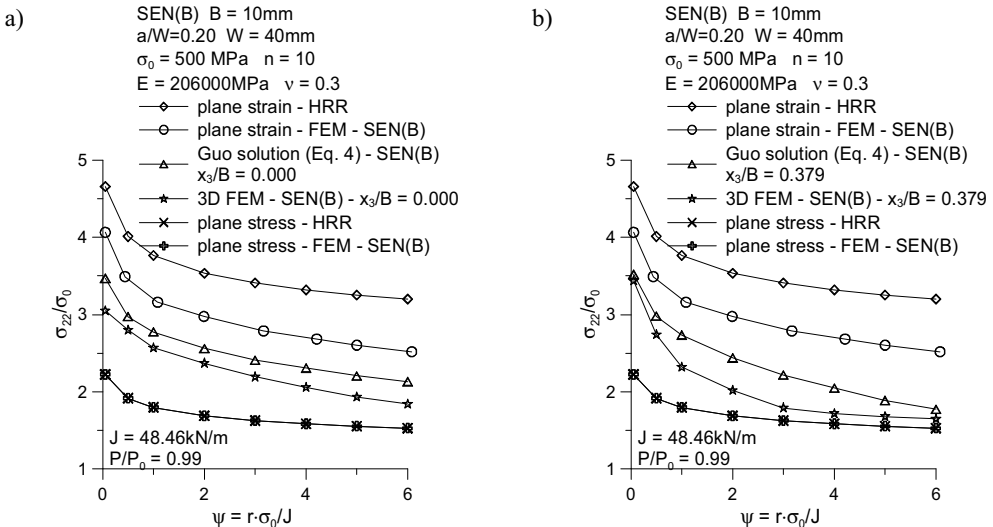 a)
SEN(B) B = 10mm
a/W=0.20 W = 40mm
σ0 = 500 MPa n = 10
E = 206000MPa ν = 0.3
plane strain - HRR
plane strain - FEM - SEN(B)
Guo solution (Eq. 4) - SEN(B)
x3/B = 0.000
3D FEM - SEN(B) - x3/B = 0.000
plane stress - HRR
plane stress - FEM - SEN(B)
5
4
3
2
1
σ22/σ0
J = 48.46kN/m
P/P0 = 0.99
0 2 4 6
ψ = r·σ0/J
b)
SEN(B) B = 10mm
a/W=0.20 W = 40mm
σ0 = 500 MPa n = 10
E = 206000MPa ν = 0.3
plane strain - HRR
plane strain - FEM - SEN(B)
Guo solution (Eq. 4) - SEN(B)
x3/B = 0.379
3D FEM - SEN(B) - x3/B = 0.379
plane stress - HRR
plane stress - FEM - SEN(B)
5
4
3
2
1
σ22/σ0
J = 48.46kN/m
P/P0 = 0.99
0 2 4 6
ψ = r·σ0/J